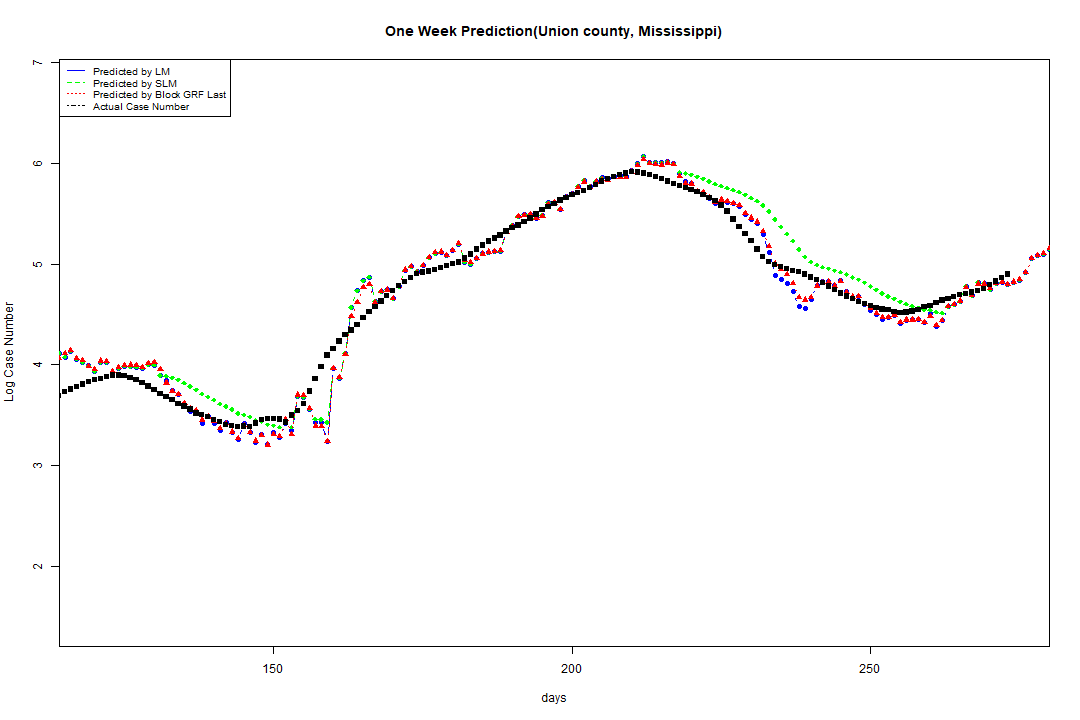 One Week Prediction(Union county, Mississippi)
Predicted by LM
Predicted by SLM
Predicted by Block GRF Last
Actual Case Number
7
6
5
4
3
2
Log Case Number
150 200 250
days